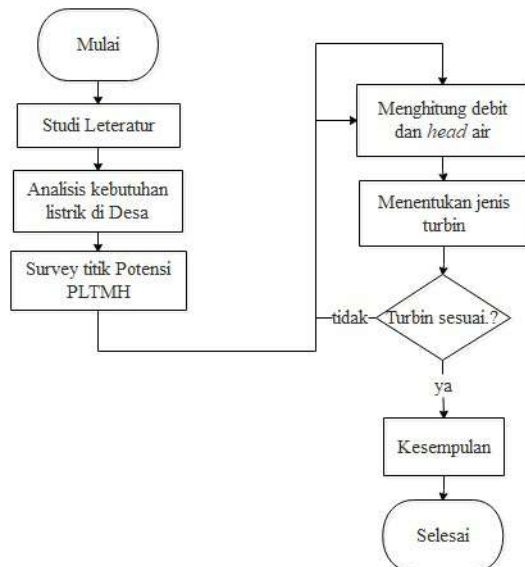 Mulai
Studi Leteratur
Analisis kebutuhan
listrik di Desa
Survey titik Potensi
PLTMH
Menghitung debit
dan head air
Menentukan jenis
turbin
Turbin sesuai.?
tidak
ya
Kesempulan
Selesai